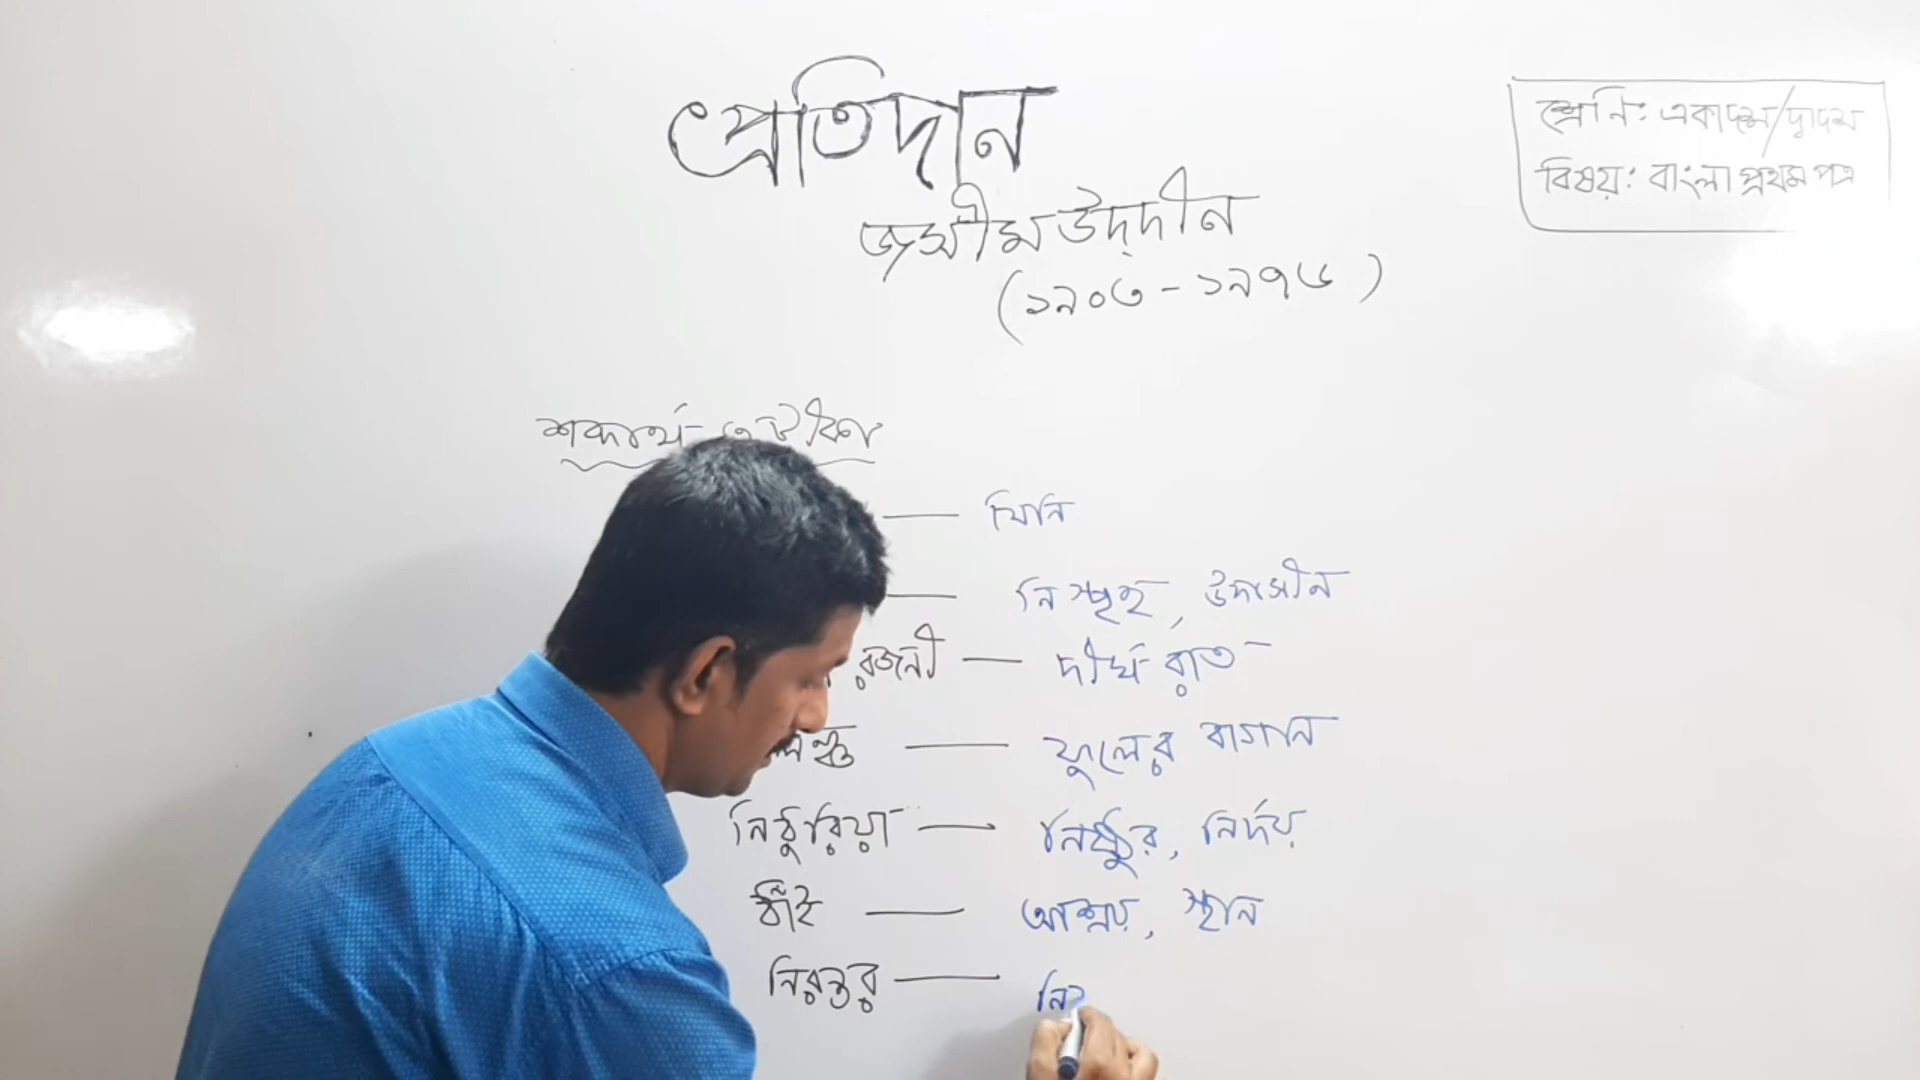 প্রতিদান
জসীমউদ্‌দীন
(১৯০৩ - ১৯৭৬)
শ্রেণি: একাদশ/দ্বাদশ
বিষয়: বাংলা প্রথম পত্র
শব্দার্থ ও টীকা
— যিনি
— নিস্পৃহ, উদাসীন
রজনী — দীর্ঘ রাত
— ফুলের বাগান
নিঠুরিয়া — নিষ্ঠুর, নির্দয়
ঠাঁই — আশ্রয়, স্থান
নিরন্তর — নি